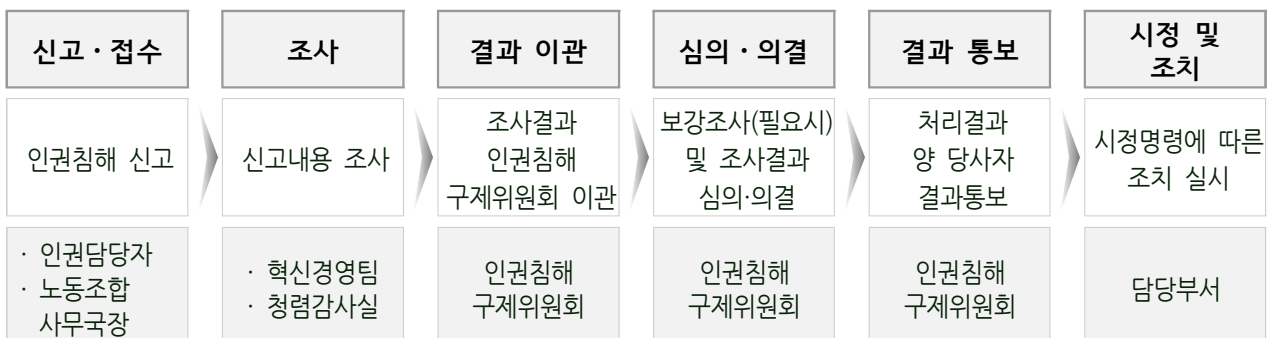 신고・접수
조사
결과 이관
심의・의결
결과 통보
시정 및
조치
인권침해 신고
신고내용 조사
조사결과
인권침해
구제위원회 이관
보강조사(필요시)
및 조사결과
심의·의결
처리결과
양 당사자
결과통보
시정명령에 따른
조치 실시
· 인권담당자
· 노동조합
사무국장
· 혁신경영팀
· 청렴감사실
인권침해
구제위원회
인권침해
구제위원회
인권침해
구제위원회
담당부서